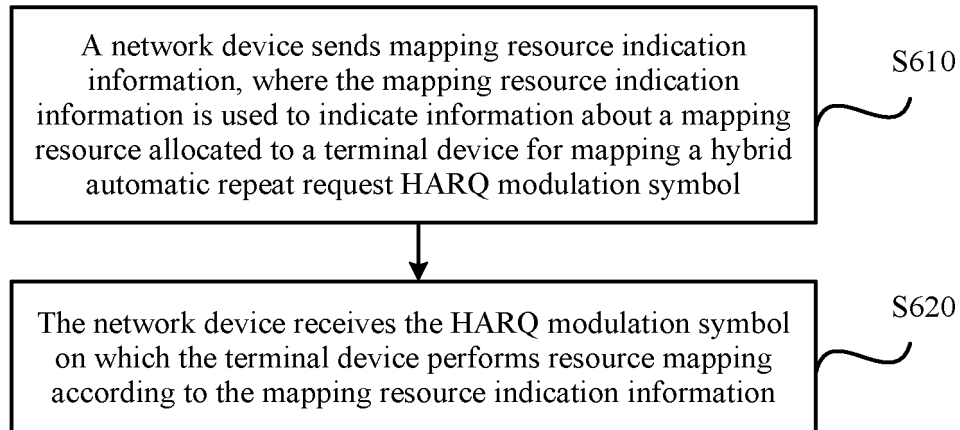 A network device sends mapping resource indication
information, where the mapping resource indication
information is used to indicate information about a mapping
resource allocated to a terminal device for mapping a hybrid
automatic repeat request HARQ modulation symbol
S610
The network device receives the HARQ modulation symbol
on which the terminal device performs resource mapping
according to the mapping resource indication information
S620